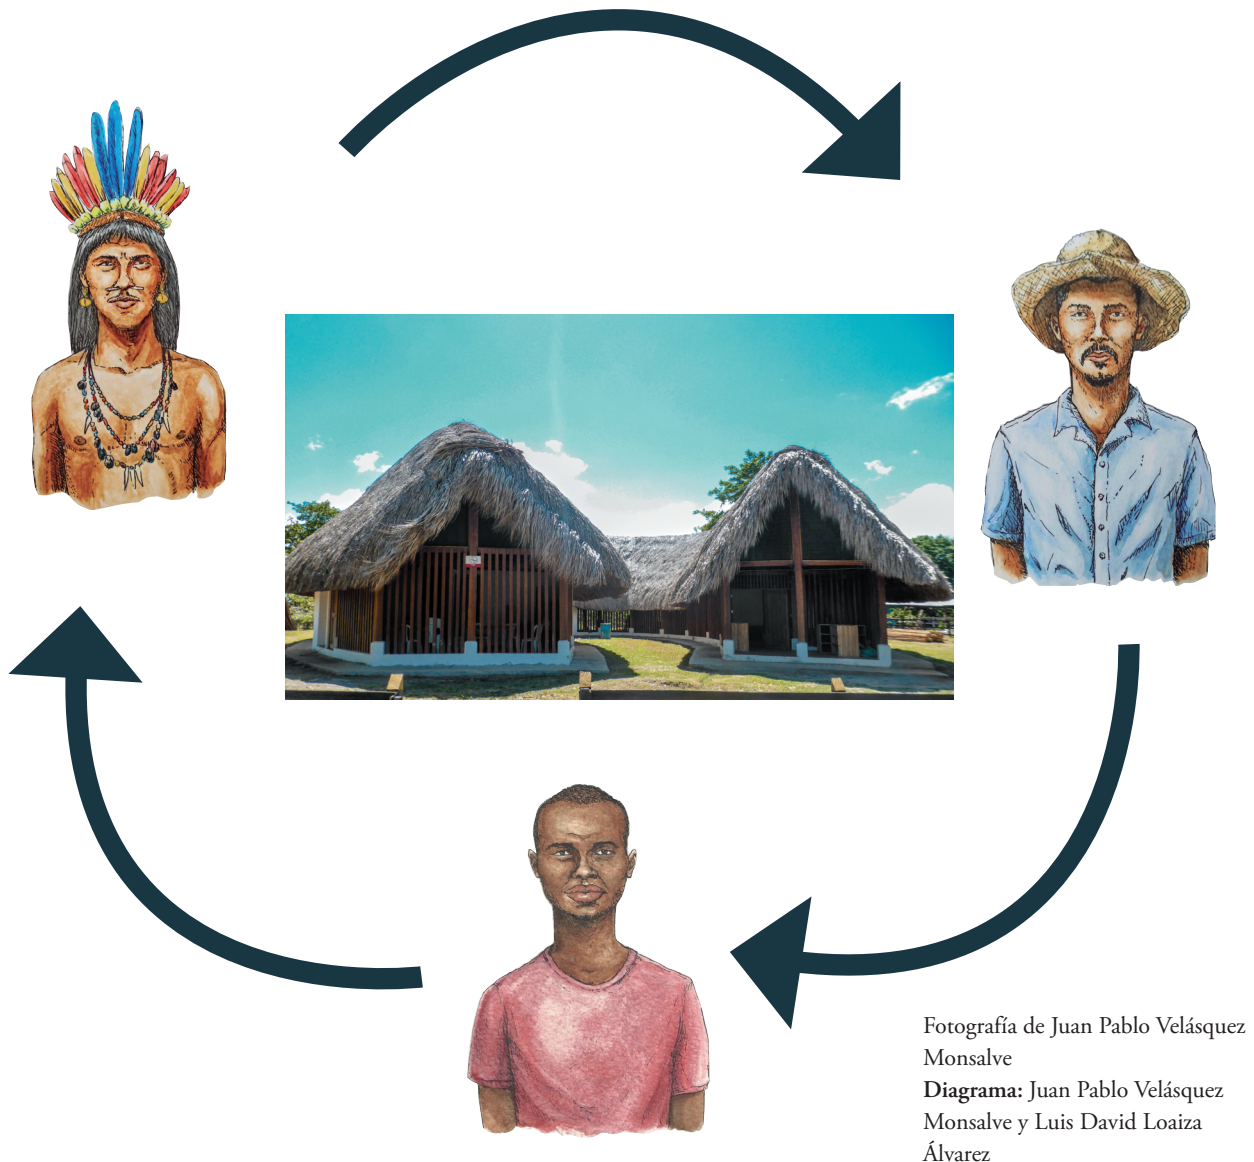 Fotografía de Juan Pablo Velásquez
Monsalve
Diagrama: Juan Pablo Velásquez
Monsalve y Luis David Loaiza
Álvarez